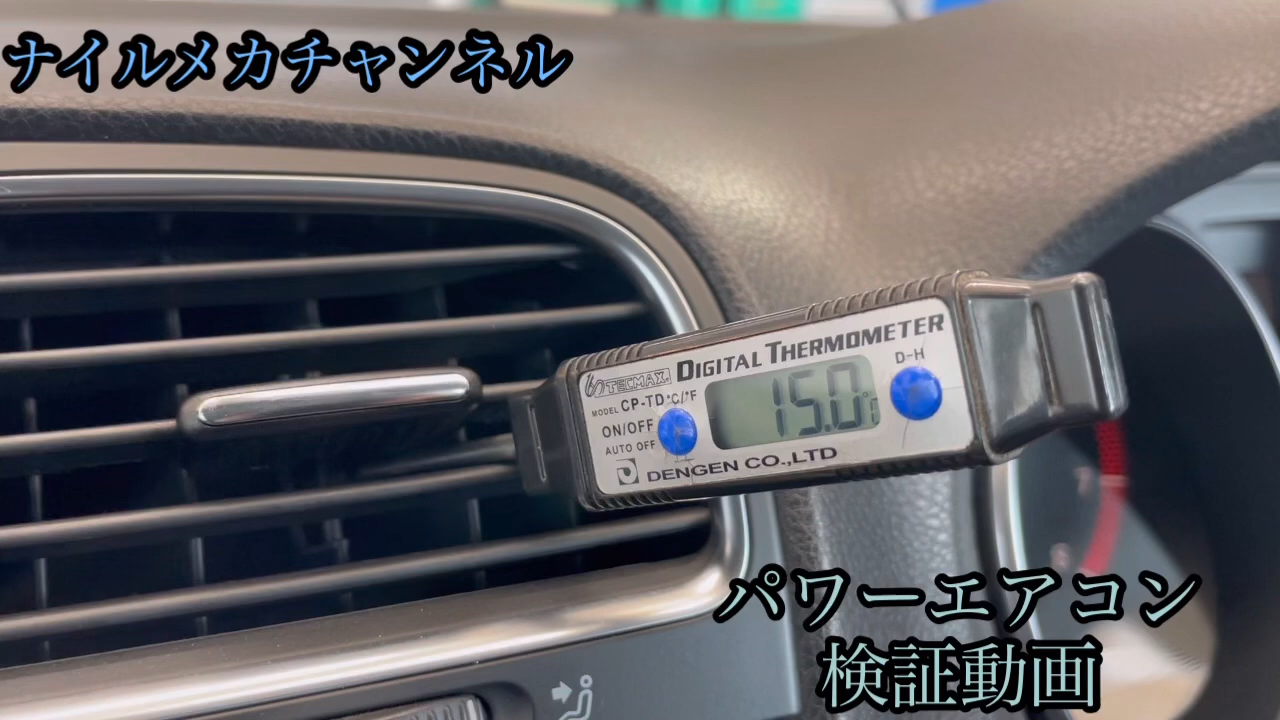 ナイルメカチャンネル
TECMAX
DIGITAL THERMOMETER
MODEL CP-TD °C/°F
D-H
15.0
ON/OFF
AUTO OFF
DENGEN CO.,LTD
パワーエアコン
検証動画